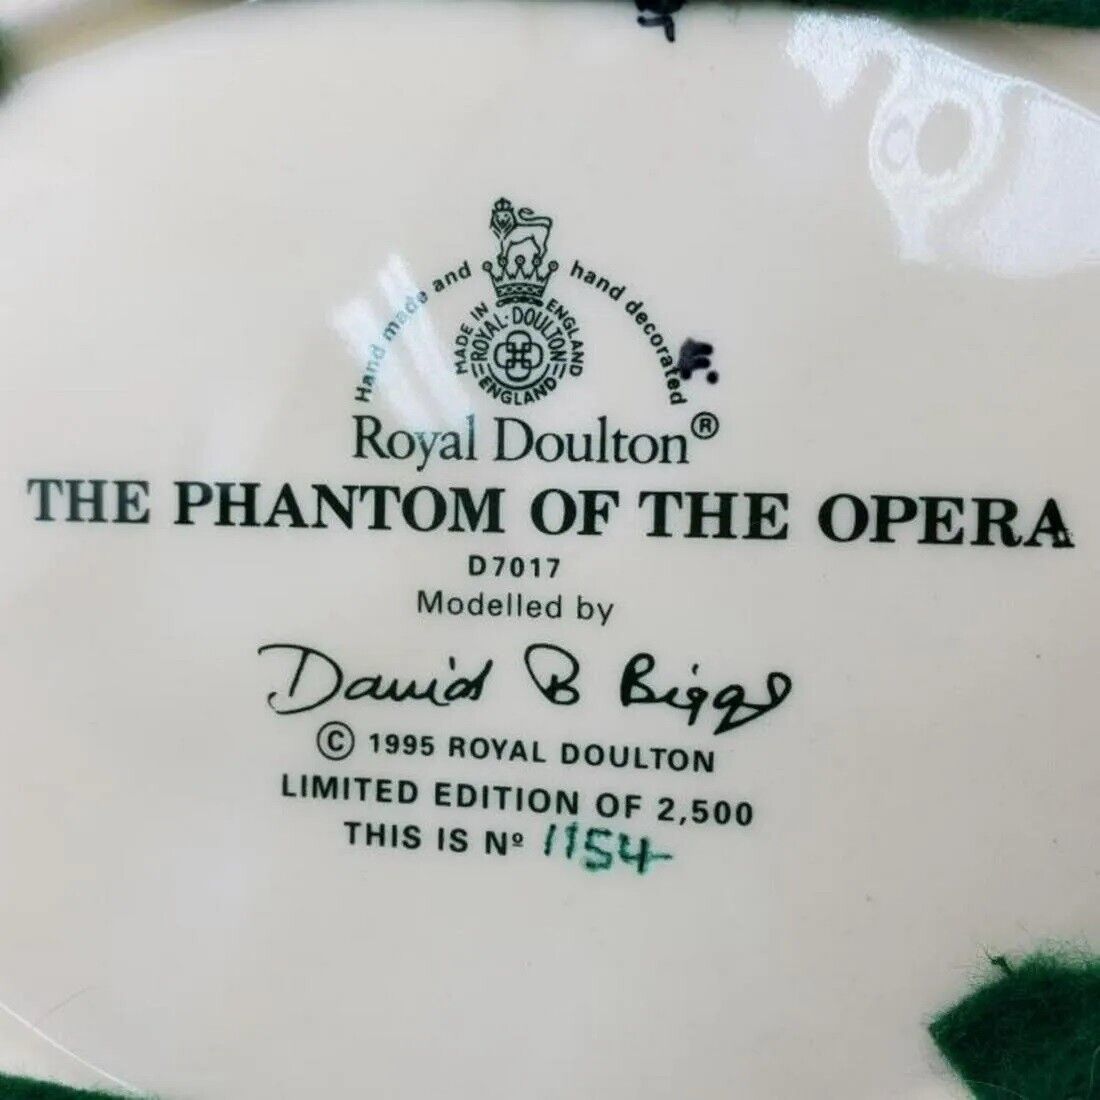 Hand made and hand decorated
MADE IN ENGLAND
ROYAL·DOULTON
ENGLAND
F.
Royal Doulton®
THE PHANTOM OF THE OPERA
D7017
Modelled by
David B Biggs
© 1995 ROYAL DOULTON
LIMITED EDITION OF 2,500
THIS IS Nº 1154